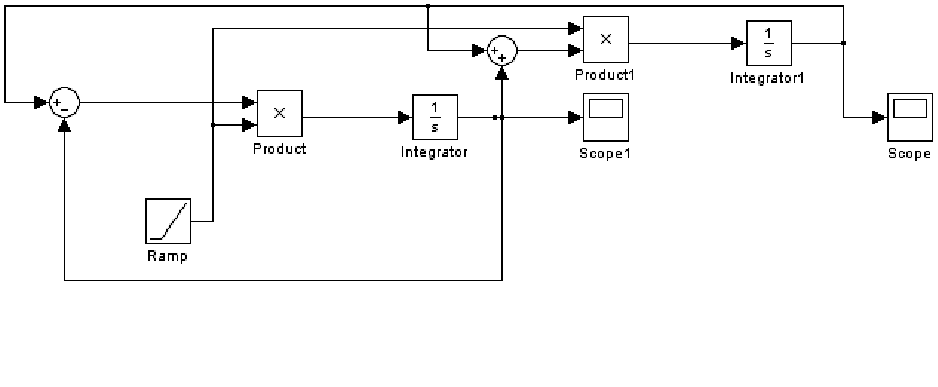 ×
Product1
1
s
Integrator1
+
+
+
−
×
Product
1
s
Integrator
Scope1
Scope
Ramp